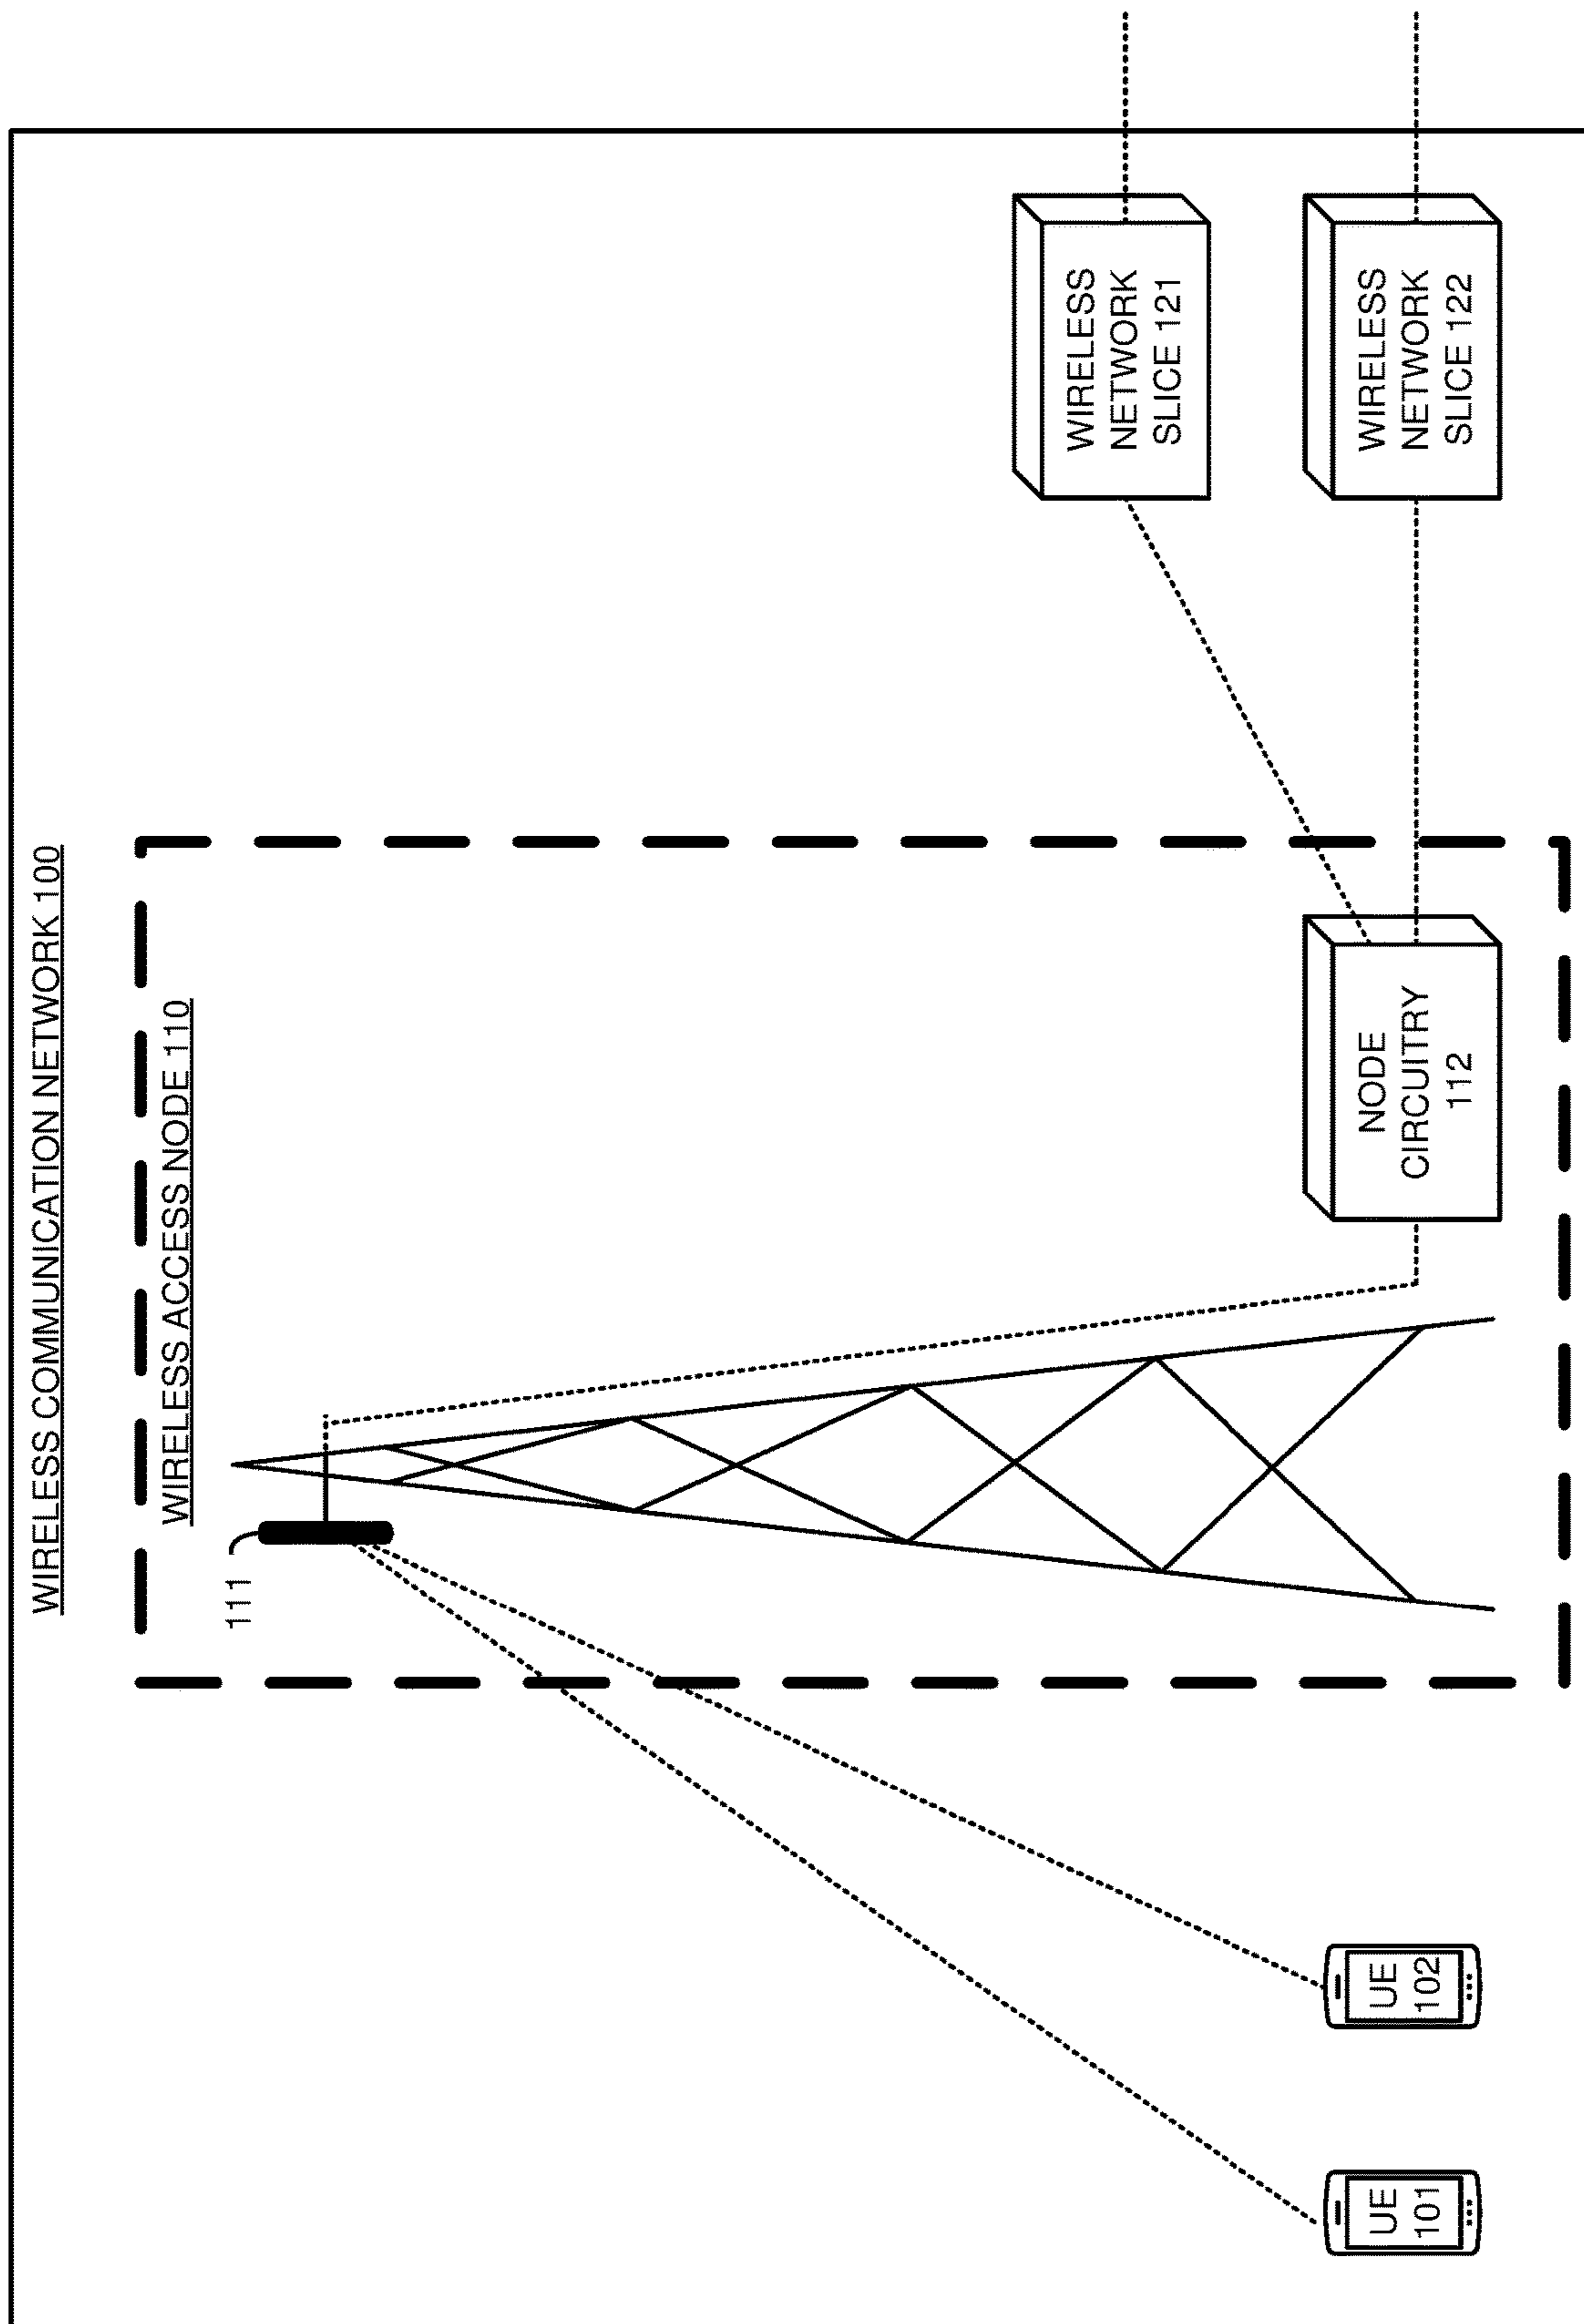 WIRELESS COMMUNICATION NETWORK 100
WIRELESS ACCESS NODE 110
111
UE
101
UE
102
NODE
CIRCUITRY
112
WIRELESS
NETWORK
SLICE 121
WIRELESS
NETWORK
SLICE 122